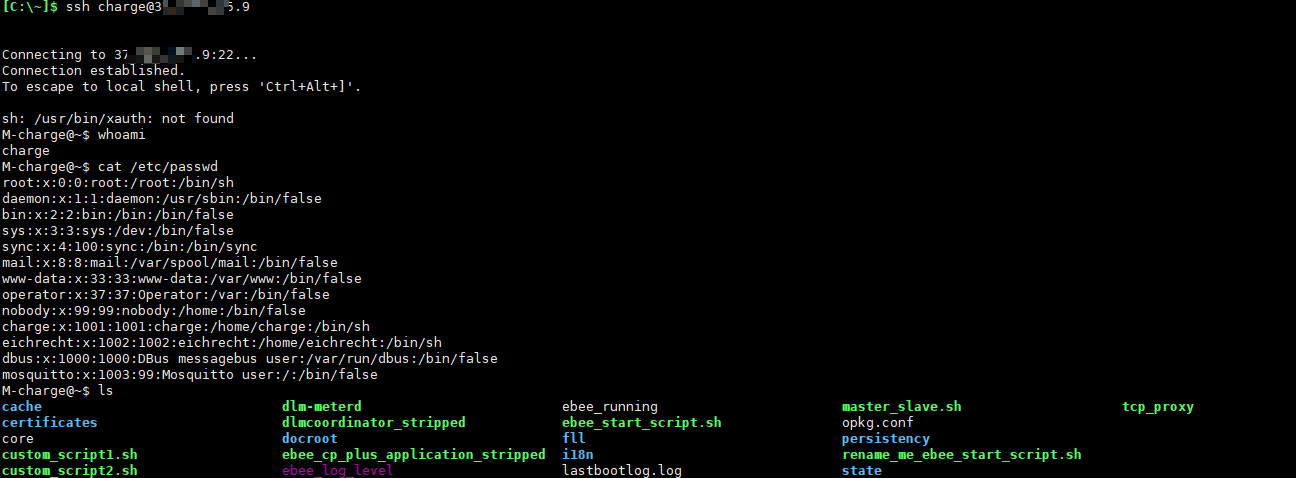 [C:\~]$ ssh charge@3 5.9
Connecting to 37 .9:22...
Connection established.
To escape to local shell, press 'Ctrl+Alt+]'.
sh: /usr/bin/xauth: not found
M-charge@~$ whoami
charge
M-charge@~$ cat /etc/passwd
root:x:0:0:root:/root:/bin/sh
daemon:x:1:1:daemon:/usr/sbin:/bin/false
bin:x:2:2:bin:/bin:/bin/false
sys:x:3:3:sys:/dev:/bin/false
sync:x:4:100:sync:/bin:/bin/sync
mail:x:8:8:mail:/var/spool/mail:/bin/false
www-data:x:33:33:www-data:/var/www:/bin/false
operator:x:37:37:Operator:/var:/bin/false
nobody:x:99:99:nobody:/home:/bin/false
charge:x:1001:1001:charge:/home/charge:/bin/sh
eichrecht:x:1002:1002:eichrecht:/home/eichrecht:/bin/sh
dbus:x:1000:1000:DBus messagebus user:/var/run/dbus:/bin/false
mosquitto:x:1003:99:Mosquitto user:/:/bin/false
M-charge@~$ ls
cache dlm-meterd ebee_running master_slave.sh tcp_proxy
certificates dlmcoordinator_stripped ebee_start_script.sh opkg.conf
core docroot fll persistency
custom_script1.sh ebee_cp_plus_application_stripped i18n rename_me_ebee_start_script.sh
custom_script2.sh ebee_log_level lastbootlog.log state